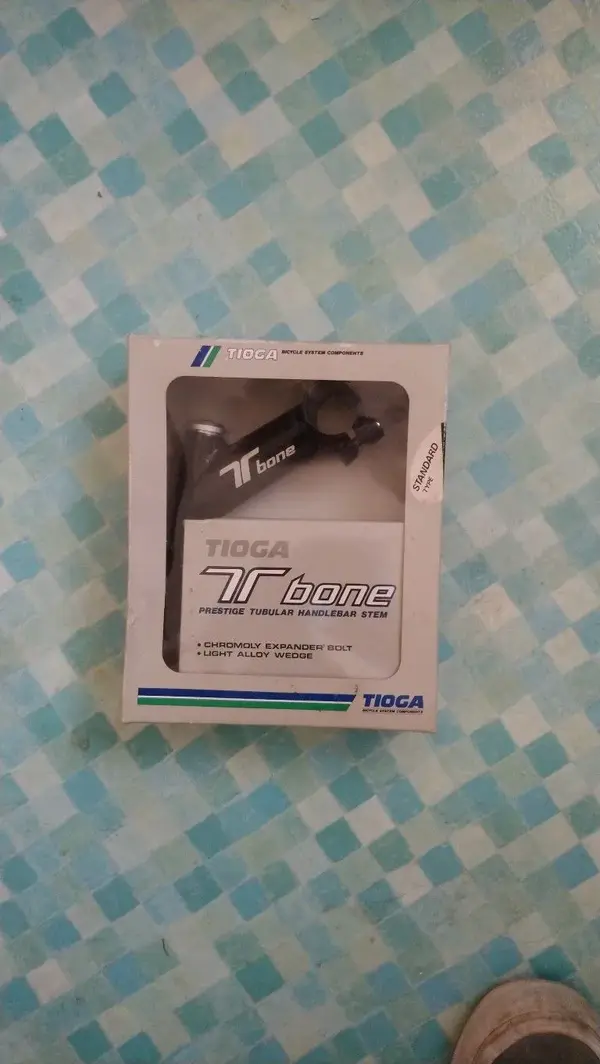 TIOGA BICYCLE SYSTEM COMPONENTS
T bone
STANDARD
TYPE
TIOGA
T bone
PRESTIGE TUBULAR HANDLEBAR STEM
• CHROMOLY EXPANDER BOLT
• LIGHT ALLOY WEDGE
TIOGA
BICYCLE SYSTEM COMPONENTS